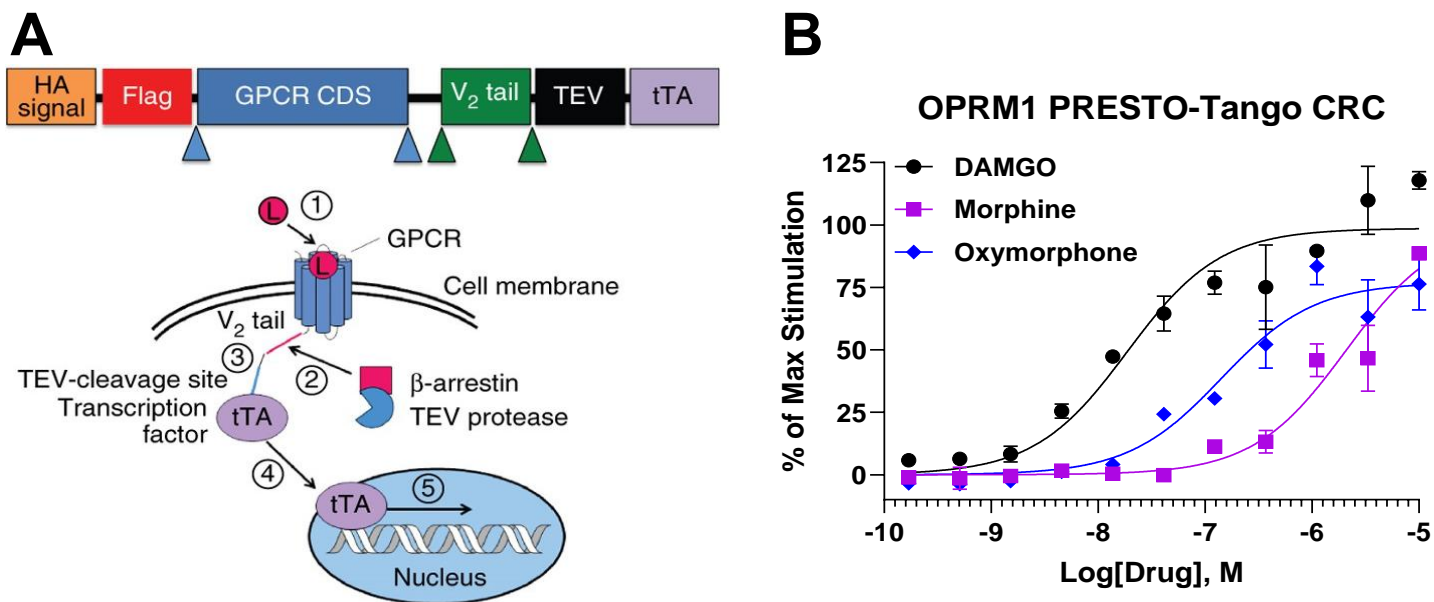 A
HA
signal
Flag
GPCR CDS
V2 tail
TEV
tTA
L
1
GPCR
L
Cell membrane
V2 tail
3
2
TEV-cleavage site
Transcription
factor
tTA
β-arrestin
TEV protease
4
tTA
5
Nucleus
B
OPRM1 PRESTO-Tango CRC
DAMGO
Morphine
Oxymorphone
% of Max Stimulation
125
100
75
50
25
0
-10 -9 -8 -7 -6 -5
Log[Drug], M